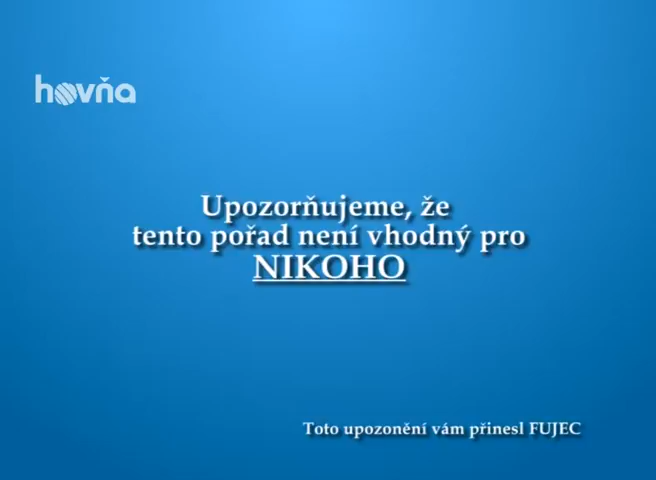 hovňa
Upozorňujeme, že
tento pořad není vhodný pro
NIKOHO
Toto upozonění vám přinesl FUJEC